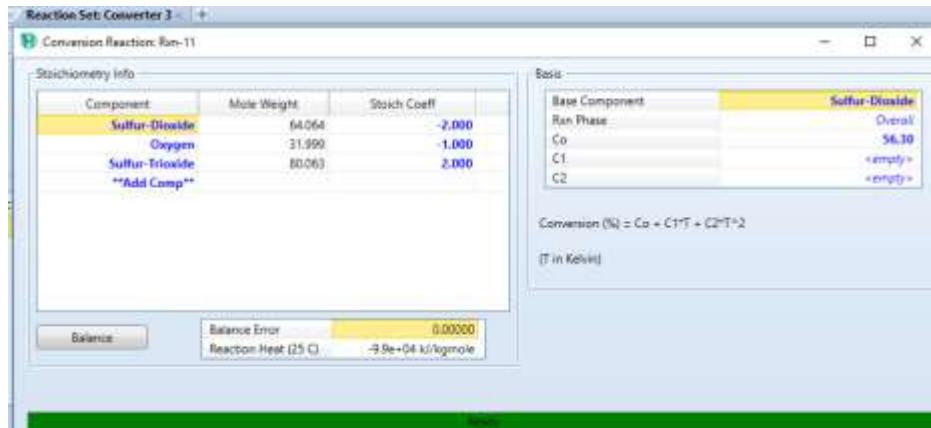 Reaction Set: Converter 3 × +
Conversion Reaction: Rxn-11
Stoichiometry Info
Component Mole Weight Stoich Coeff
Sulfur-Dioxide 64.064 -2.000
Oxygen 31.999 -1.000
Sulfur-Trioxide 80.063 2.000
**Add Comp**
Balance
Balance Error 0.00000
Reaction Heat (25 C) -9.9e+04 kJ/kgmole
Basis
Base Component Sulfur-Dioxide
Rxn Phase Overall
Co 56.30
C1 <empty>
C2 <empty>
Conversion (%) = Co + C1*T + C2*T^2
(T in Kelvin)
Ready